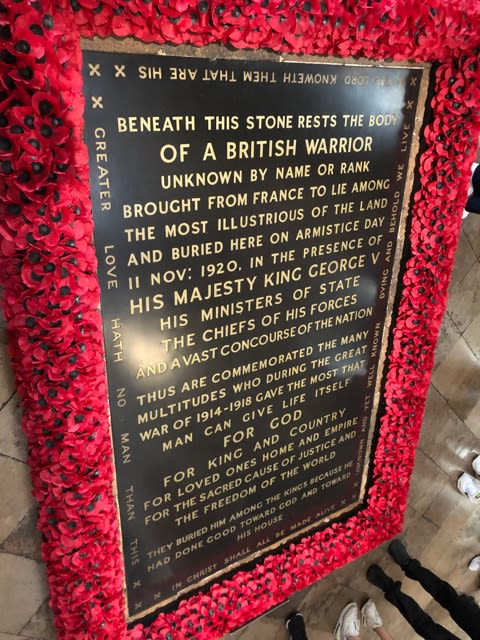 THE LORD KNOWETH THEM THAT ARE HIS
BENEATH THIS STONE RESTS THE BODY
OF A BRITISH WARRIOR
UNKNOWN BY NAME OR RANK
BROUGHT FROM FRANCE TO LIE AMONG
THE MOST ILLUSTRIOUS OF THE LAND
AND BURIED HERE ON ARMISTICE DAY
11 NOV: 1920, IN THE PRESENCE OF
HIS MAJESTY KING GEORGE V
HIS MINISTERS OF STATE
THE CHIEFS OF HIS FORCES
AND A VAST CONCOURSE OF THE NATION
THUS ARE COMMEMORATED THE MANY
MULTITUDES WHO DURING THE GREAT
WAR OF 1914-1918 GAVE THE MOST THAT
MAN CAN GIVE LIFE ITSELF
FOR GOD
FOR KING AND COUNTRY
FOR LOVED ONES HOME AND EMPIRE
FOR THE SACRED CAUSE OF JUSTICE AND
THE FREEDOM OF THE WORLD
THEY BURIED HIM AMONG THE KINGS BECAUSE HE
HAD DONE GOOD TOWARD GOD AND TOWARD
HIS HOUSE
GREATER LOVE HATH NO MAN THAN THIS
UNKNOWN AND YET WELL KNOWN DYING AND BEHOLD WE LIVE
IN CHRIST SHALL ALL BE MADE ALIVE